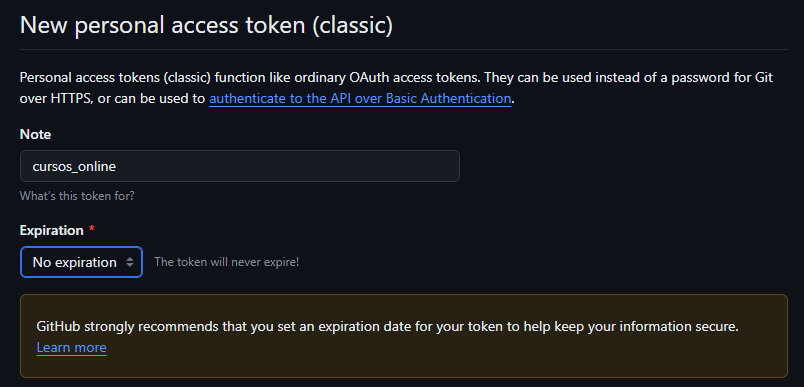 New personal access token (classic)
Personal access tokens (classic) function like ordinary OAuth access tokens. They can be used instead of a password for Git
over HTTPS, or can be used to authenticate to the API over Basic Authentication.
Note
cursos_online
What's this token for?
Expiration *
No expiration The token will never expire!
GitHub strongly recommends that you set an expiration date for your token to help keep your information secure.
Learn more